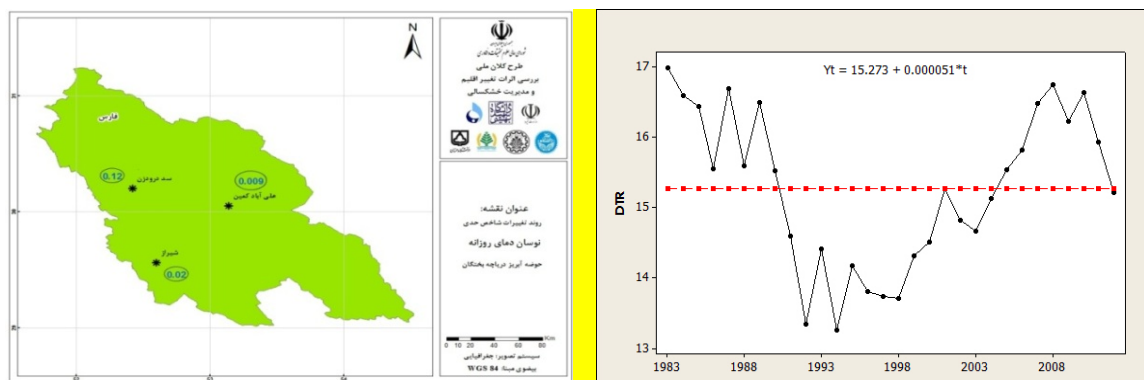 N
فارس
0.12
سد درودزن
0.009
علی آباد کمین
شیراز
0.02
طرح کلان ملی
بررسی اثرات تغییر اقلیم
و مدیریت خشکسالی
عنوان نقشه:
روند تغییرات شاخص حدی
نوسان دمای روزانه
حوضه آبریز دریاچه بختگان
Km
0 10 20 40 60 80
سیستم تصویر: جغرافیایی
بیضوی مبنا: WGS 84
Yt = 15.273 + 0.000051*t
DTR
17
16
15
14
13
1983 1988 1993 1998 2003 2008